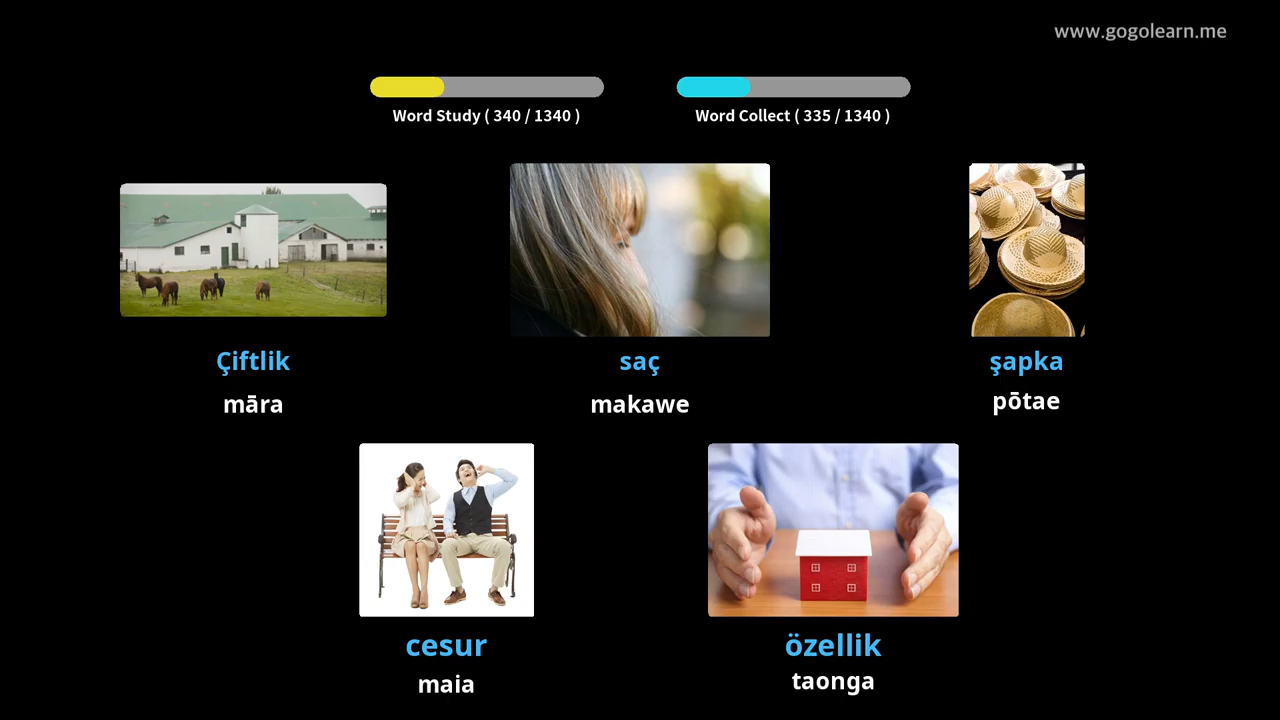 www.gogolearn.me
Word Study ( 340 / 1340 )
Word Collect ( 335 / 1340 )
Çiftlik
māra
saç
makawe
şapka
pōtae
cesur
maia
özellik
taonga